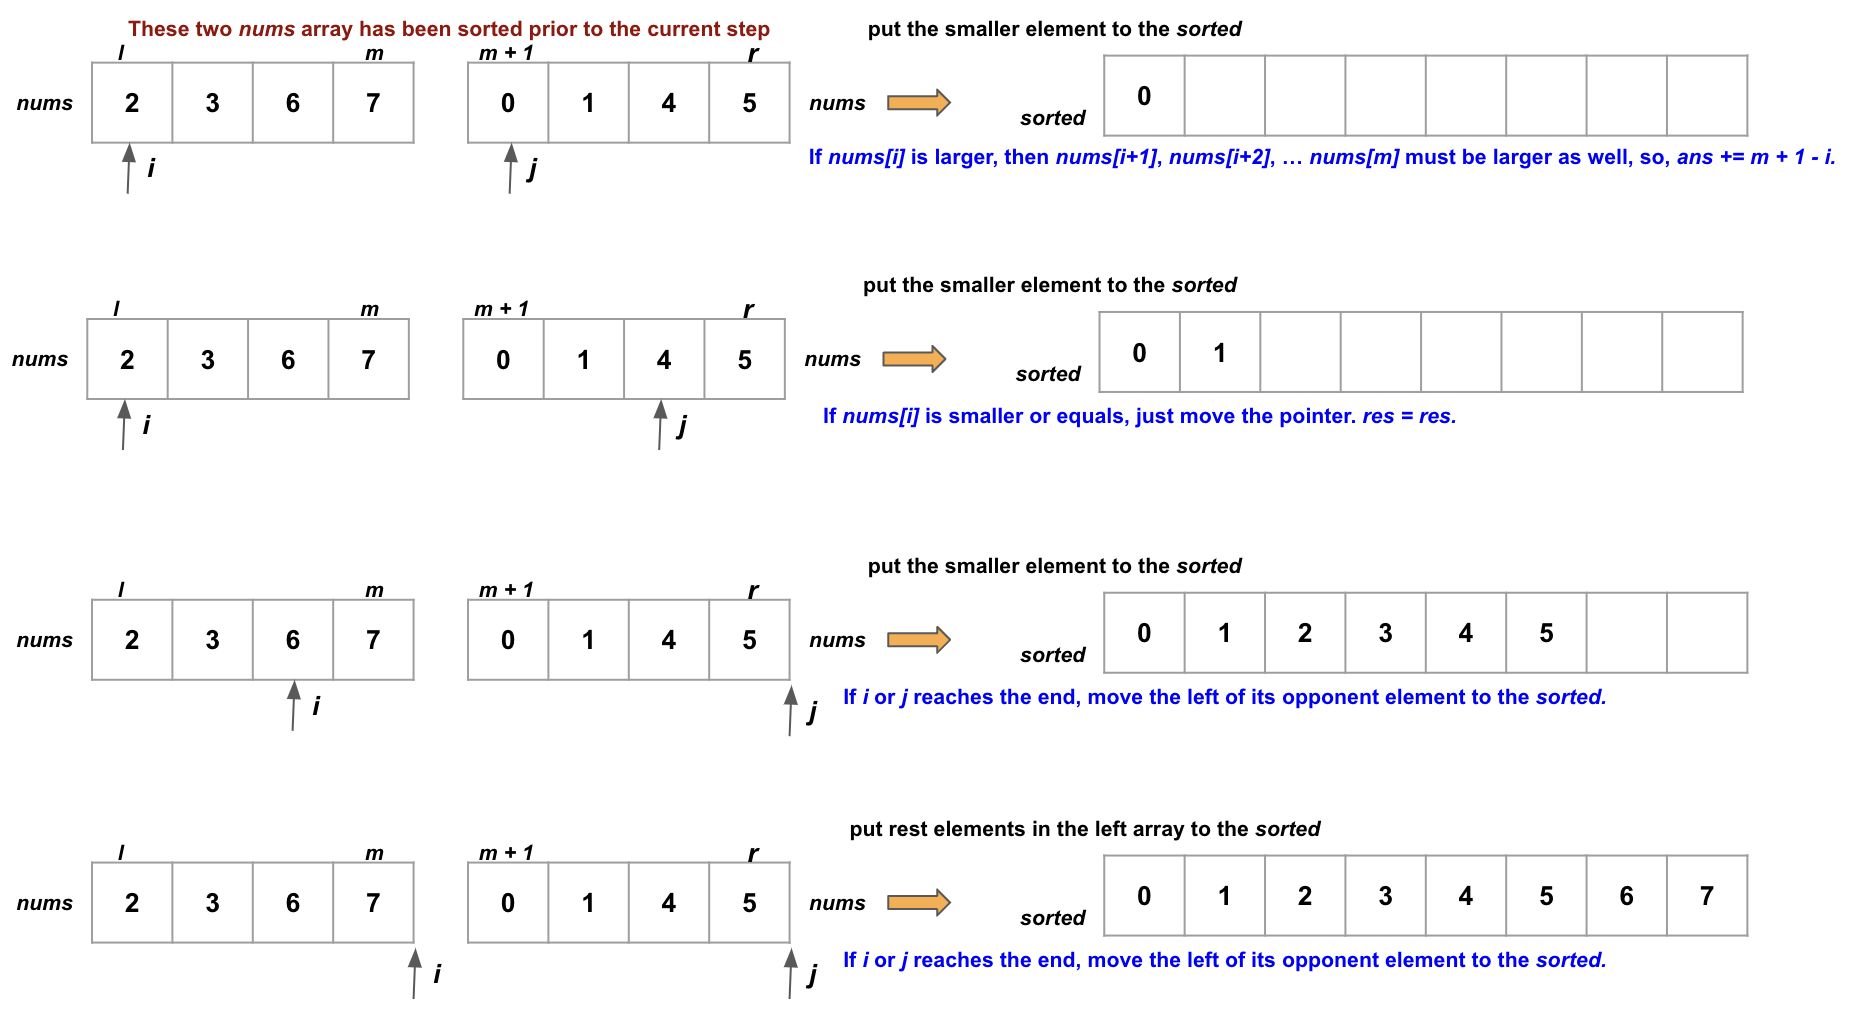 These two nums array has been sorted prior to the current step
put the smaller element to the sorted
l m m + 1 r
nums 2 3 6 7 0 1 4 5 nums sorted 0
i j
If nums[i] is larger, then nums[i+1], nums[i+2], … nums[m] must be larger as well, so, ans += m + 1 - i.
put the smaller element to the sorted
l m m + 1 r
nums 2 3 6 7 0 1 4 5 nums sorted 0 1
i j
If nums[i] is smaller or equals, just move the pointer. res = res.
put the smaller element to the sorted
l m m + 1 r
nums 2 3 6 7 0 1 4 5 nums sorted 0 1 2 3 4 5
i j
If i or j reaches the end, move the left of its opponent element to the sorted.
put rest elements in the left array to the sorted
l m m + 1 r
nums 2 3 6 7 0 1 4 5 nums sorted 0 1 2 3 4 5 6 7
i j
If i or j reaches the end, move the left of its opponent element to the sorted.